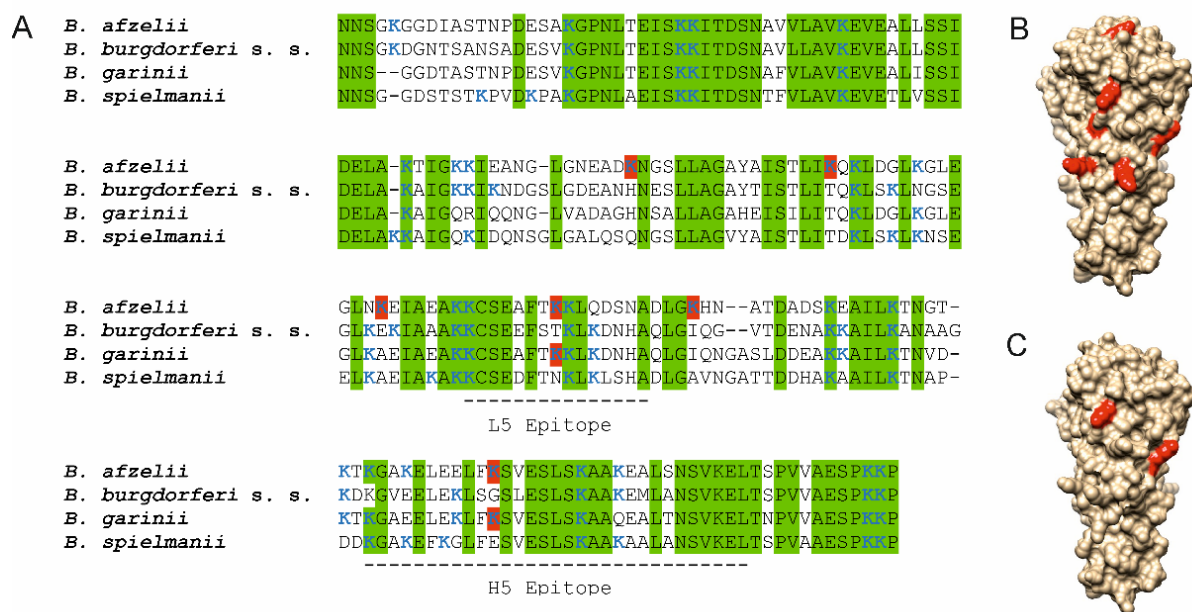 A
B. afzelii NNSGKGGDIASTNPDESAKGPNLTEISKKITDSNAVVLAVKEVEALLSSI
B. burgdorferi s. s. NNSGKDGNTSANSADESVKGPNLTEISKKITDSNAVLLAVKEVEALLSSI
B. garinii NNS--GGDTASTNPDESVKGPNLTEISKKITDSNAFVLAVKEVEALISSI
B. spielmanii NNSG-GDSTSTKPVDKPAKGPNLAEISKKITDSNTFVLAVKEVETLVSSI
B. afzelii DELA-KTIGKKIEANG-LGNEADKNGSLLAGAYAISTLIKQKLDGLKGLE
B. burgdorferi s. s. DELA-KAIGKKIKNDGSLGDEANHNESLLAGAYTISTLITQKLSKLNGSE
B. garinii DELA-KAIGQRIQQNG-LVADAGHNSALLAGAHEISILITQKLDGLKGLE
B. spielmanii DELAKKAIGQKIDQNSGLGALQSQNGSLLAGVYAISTLITDKLSKLKNSE
B. afzelii GLNKEIAEAKKCSEAFTKKLQDSNADLGKHN--ATDADSKEAILKTNGT-
B. burgdorferi s. s. GLKEKIAAAKKCSEEFSTKLKDNHAQLGIQG--VTDENAKKAILKANAAG
B. garinii GLKAEIAEAKKCSEAFTKKLKDNHAQLGIQNGASLDDEAKKAILKTNVD-
B. spielmanii ELKAEIAKAKKCSEDFTNKLKLSHADLGAVNGATTDDHAKAAILKTNAP-
L5 Epitope
B. afzelii KTKGAKELEELFKSVESLSKAAKEALSNSVKELTSPVVAESPKKP
B. burgdorferi s. s. KDKGVEELEKLSGSLESLSKAAKEMLANSVKELTSPVVAESPKKP
B. garinii KTKGAEELEKLFKSVESLSKAAQEALTNSVKELTNPVVAESPKKP
B. spielmanii DDKGAKEFKGLFESVESLSKAAKAALANSVKELTSPVVAESPKKP
H5 Epitope
B
C